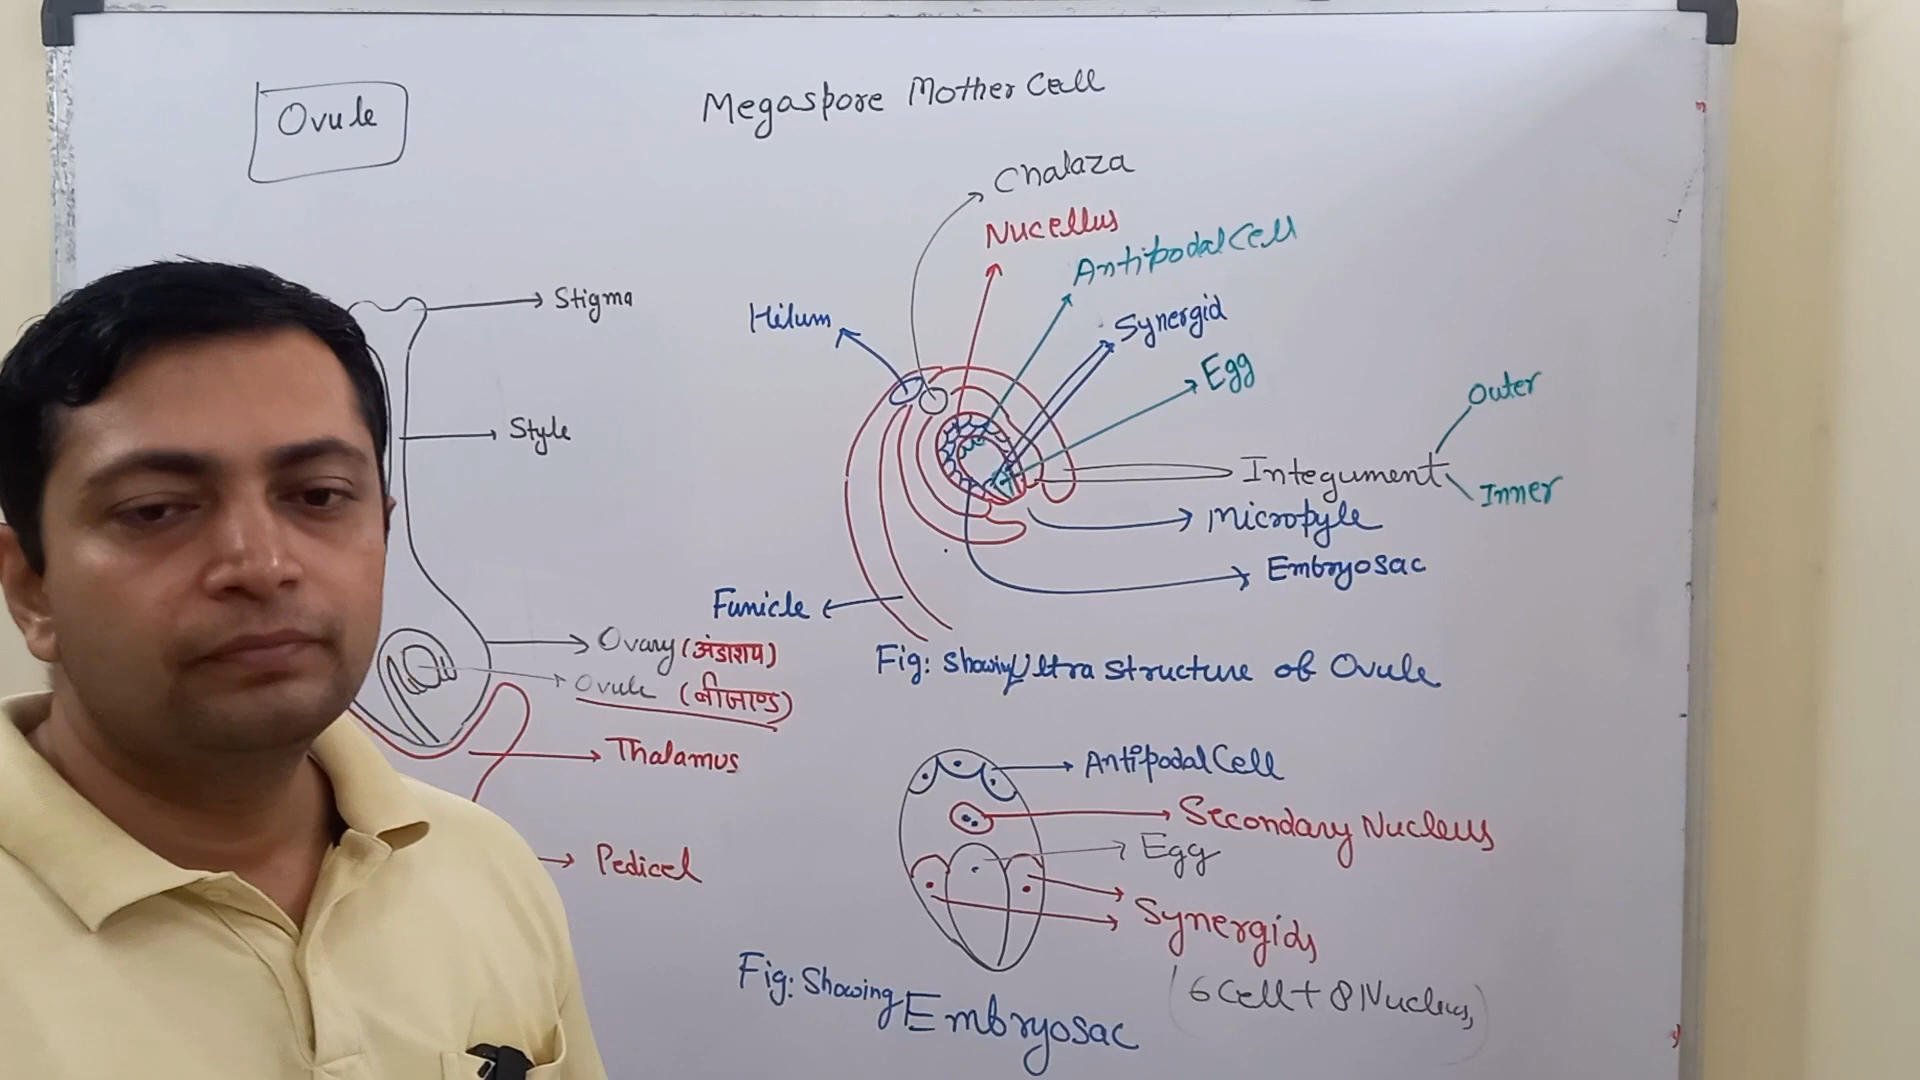 Ovule
Megaspore Mother Cell
Chalaza
Nucellus
Antipodal Cell
Hilum
Synergid
Stigma
Egg
Outer
Style
Integument
Inner
Micropyle
Embryosac
Funicle
Ovary (अंडाशय)
Ovule (बीजाण्ड)
Fig: Showing Ultra Structure of Ovule
Thalamus
Antipodal Cell
Secondary Nucleus
Egg
Pedicel
Synergids
Fig: Showing Embryosac
(6 Cell + 8 Nucleus)